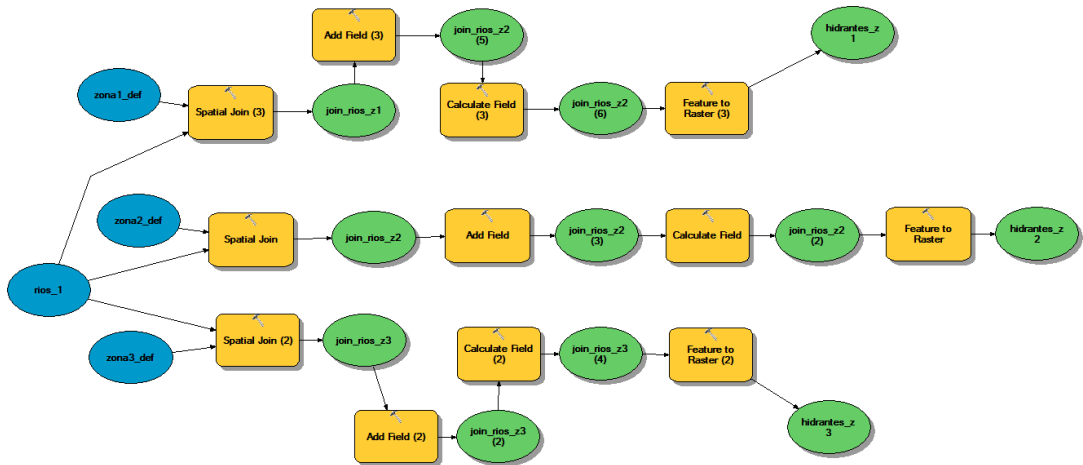 Add Field (3)
join_rios_z2
(5)
hidrantes_z
1
zona1_def
Spatial Join (3)
join_rios_z1
Calculate Field
(3)
join_rios_z2
(6)
Feature to
Raster (3)
zona2_def
Spatial Join
join_rios_z2
Add Field
join_rios_z2
(3)
Calculate Field
join_rios_z2
(2)
Feature to
Raster
hidrantes_z
2
rios_1
zona3_def
Spatial Join (2)
join_rios_z3
Calculate Field
(2)
join_rios_z3
(4)
Feature to
Raster (2)
Add Field (2)
join_rios_z3
(2)
hidrantes_z
3